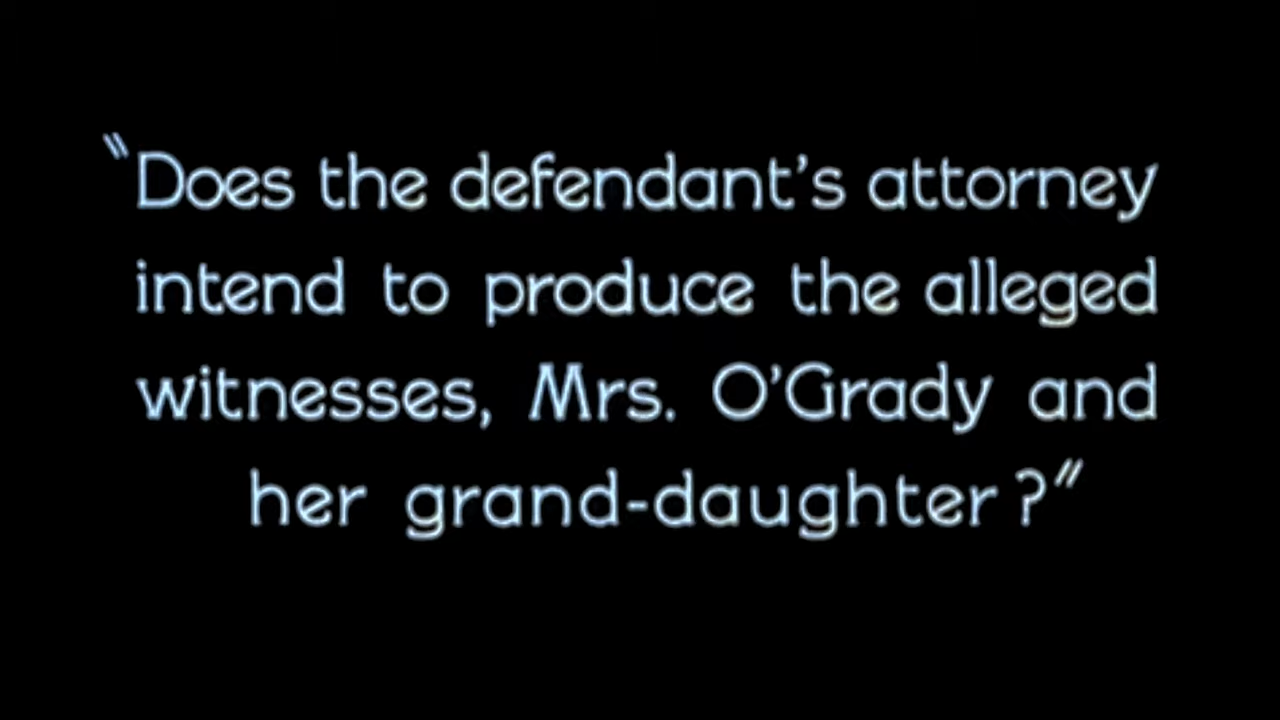 "Does the defendant's attorney
intend to produce the alleged
witnesses, Mrs. O'Grady and
her grand-daughter?"